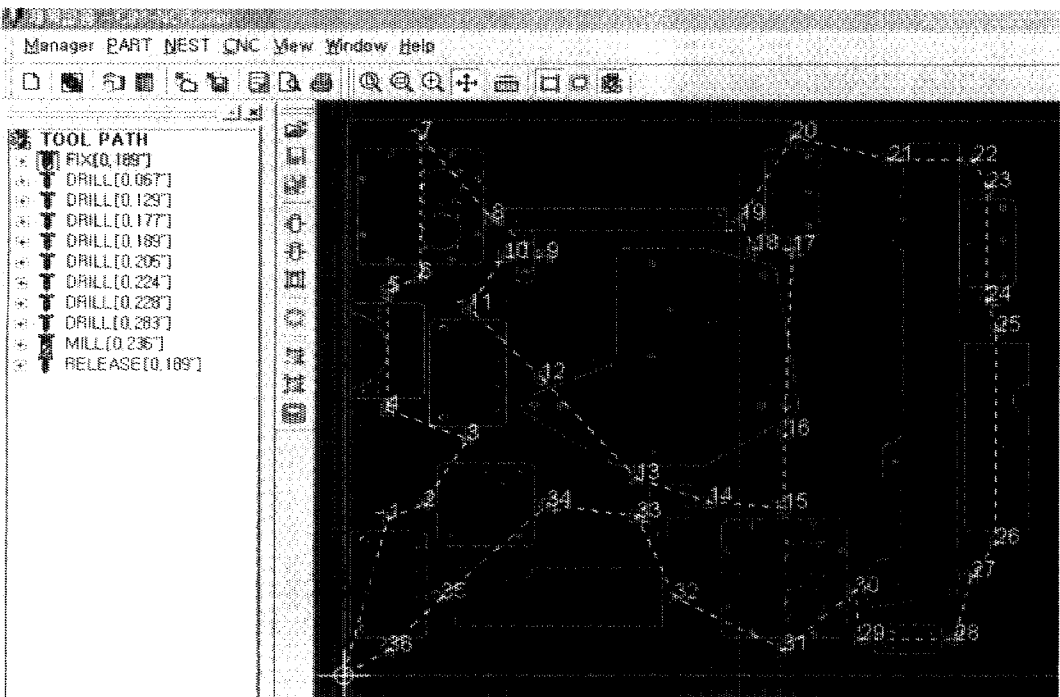 Manager PART NEST CNC View Window Help
TOOL PATH
FIX[0.189"]
DRILL[0.067"]
DRILL[0.129"]
DRILL[0.177"]
DRILL[0.189"]
DRILL[0.205"]
DRILL[0.224"]
DRILL[0.228"]
DRILL[0.283"]
MILL[0.236"]
RELEASE[0.189"]
7
20
21
22
23
8
19
10
9
18
17
6
5
24
11
25
12
4
3
16
13
2
34
14
15
1
33
26
27
35
32
30
36
31
29
28